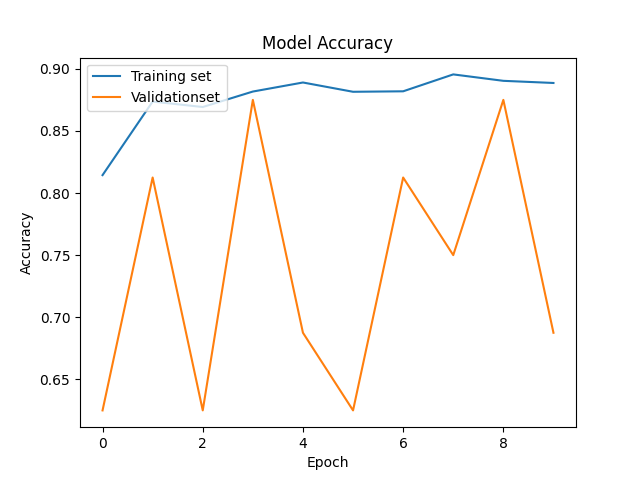 Model Accuracy
Training set
Validationset
0.90
0.85
0.80
0.75
0.70
0.65
Accuracy
0 2 4 6 8
Epoch